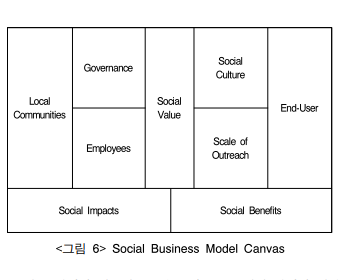 Local
Communities
Governance
Employees
Social
Value
Social
Culture
Scale of
Outreach
End-User
Social Impacts
Social Benefits
<그림 6> Social Business Model Canvas